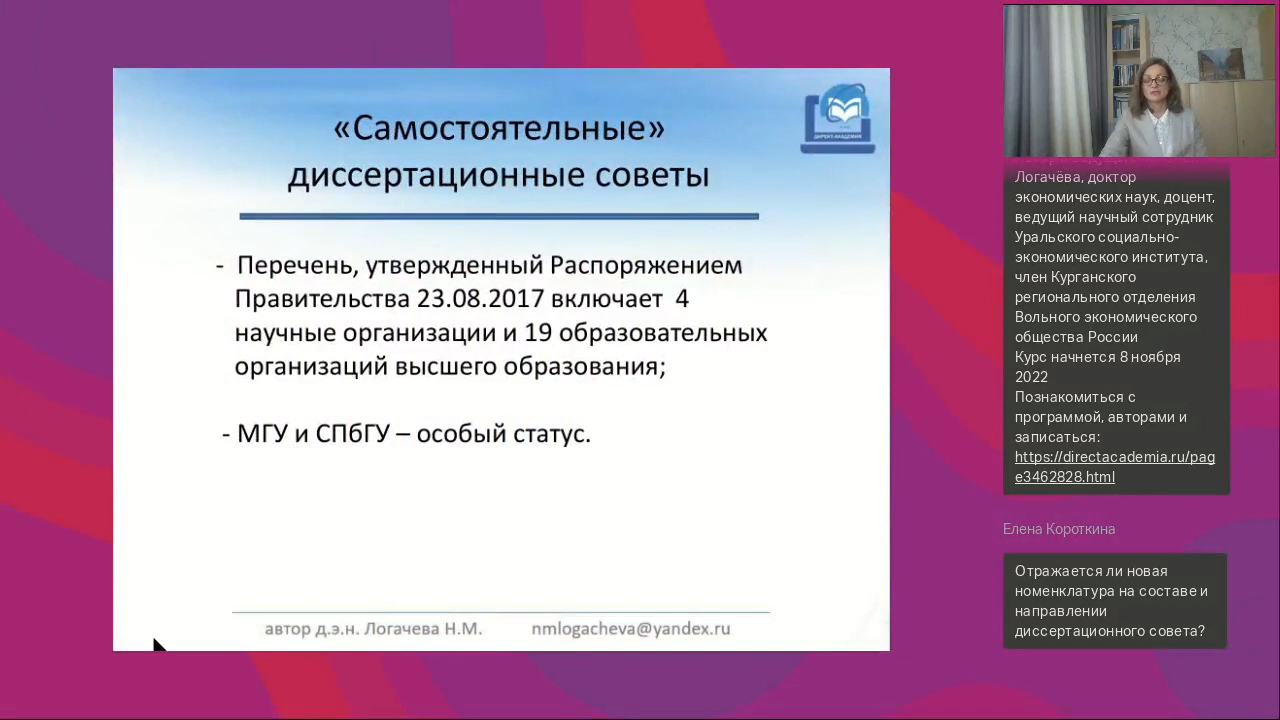 «Самостоятельные»
диссертационные советы
ДИРЕКТ-АКАДЕМИЯ
- Перечень, утвержденный Распоряжением
Правительства 23.08.2017 включает 4
научные организации и 19 образовательных
организаций высшего образования;
- МГУ и СПбГУ – особый статус.
автор д.э.н. Логачева Н.М. nmlogacheva@yandex.ru
Логачёва, доктор
экономических наук, доцент,
ведущий научный сотрудник
Уральского социально-
экономического института,
член Курганского
регионального отделения
Вольного экономического
общества России
Курс начнется 8 ноября
2022
Познакомиться с
программой, авторами и
записаться:
https://directacademia.ru/pag
e3462828.html
Елена Короткина
Отражается ли новая
номенклатура на составе и
направлении
диссертационного совета?